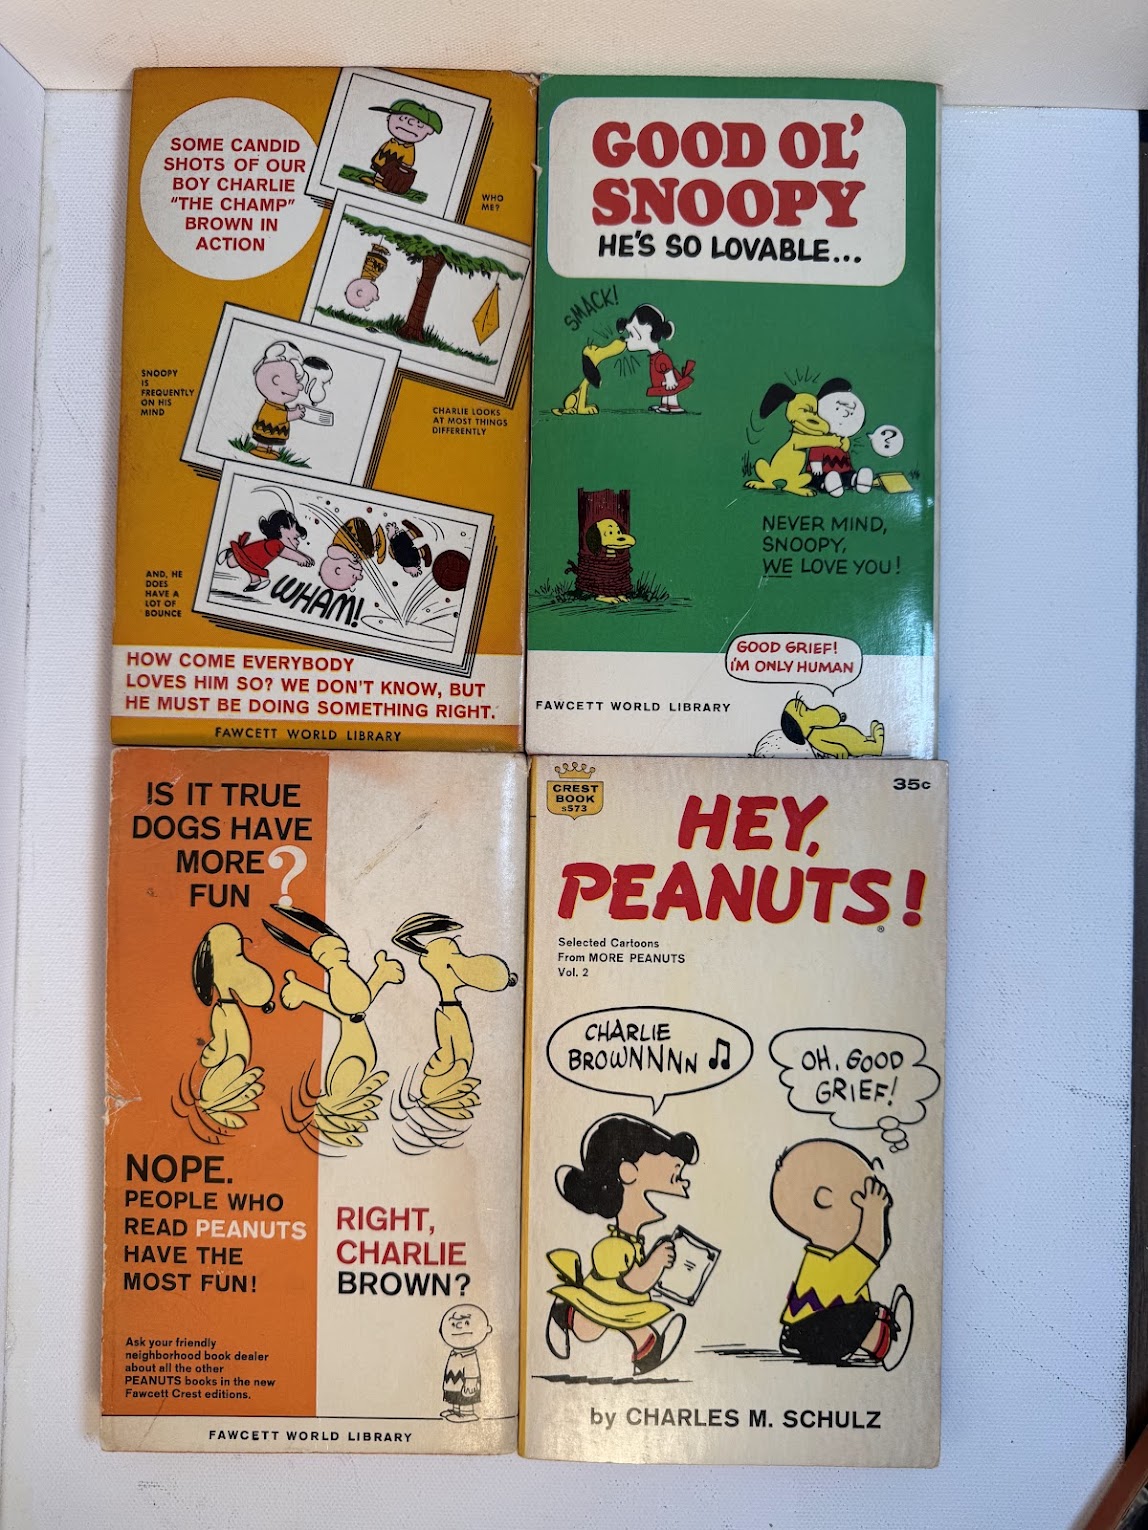 SOME CANDID
SHOTS OF OUR
BOY CHARLIE
"THE CHAMP"
BROWN IN
ACTION
WHO
ME?
SNOOPY
IS
FREQUENTLY
ON HIS
MIND
CHARLIE LOOKS
AT MOST THINGS
DIFFERENTLY
AND, HE
DOES
HAVE A
LOT OF
BOUNCE
WHAM!
HOW COME EVERYBODY
LOVES HIM SO? WE DON'T KNOW, BUT
HE MUST BE DOING SOMETHING RIGHT.
FAWCETT WORLD LIBRARY
GOOD OL'
SNOOPY
HE'S SO LOVABLE...
SMACK!
?
NEVER MIND,
SNOOPY,
WE LOVE YOU!
GOOD GRIEF!
I'M ONLY HUMAN
FAWCETT WORLD LIBRARY
IS IT TRUE
DOGS HAVE
MORE
FUN ?
NOPE.
PEOPLE WHO
READ PEANUTS
HAVE THE
MOST FUN!
RIGHT,
CHARLIE
BROWN?
Ask your friendly
neighborhood book dealer
about all the other
PEANUTS books in the new
Fawcett Crest editions.
FAWCETT WORLD LIBRARY
CREST
BOOK
s573
35c
HEY,
PEANUTS!
®
Selected Cartoons
From MORE PEANUTS
Vol. 2
CHARLIE
BROWNNNN ♫
OH, GOOD
GRIEF!
by CHARLES M. SCHULZ